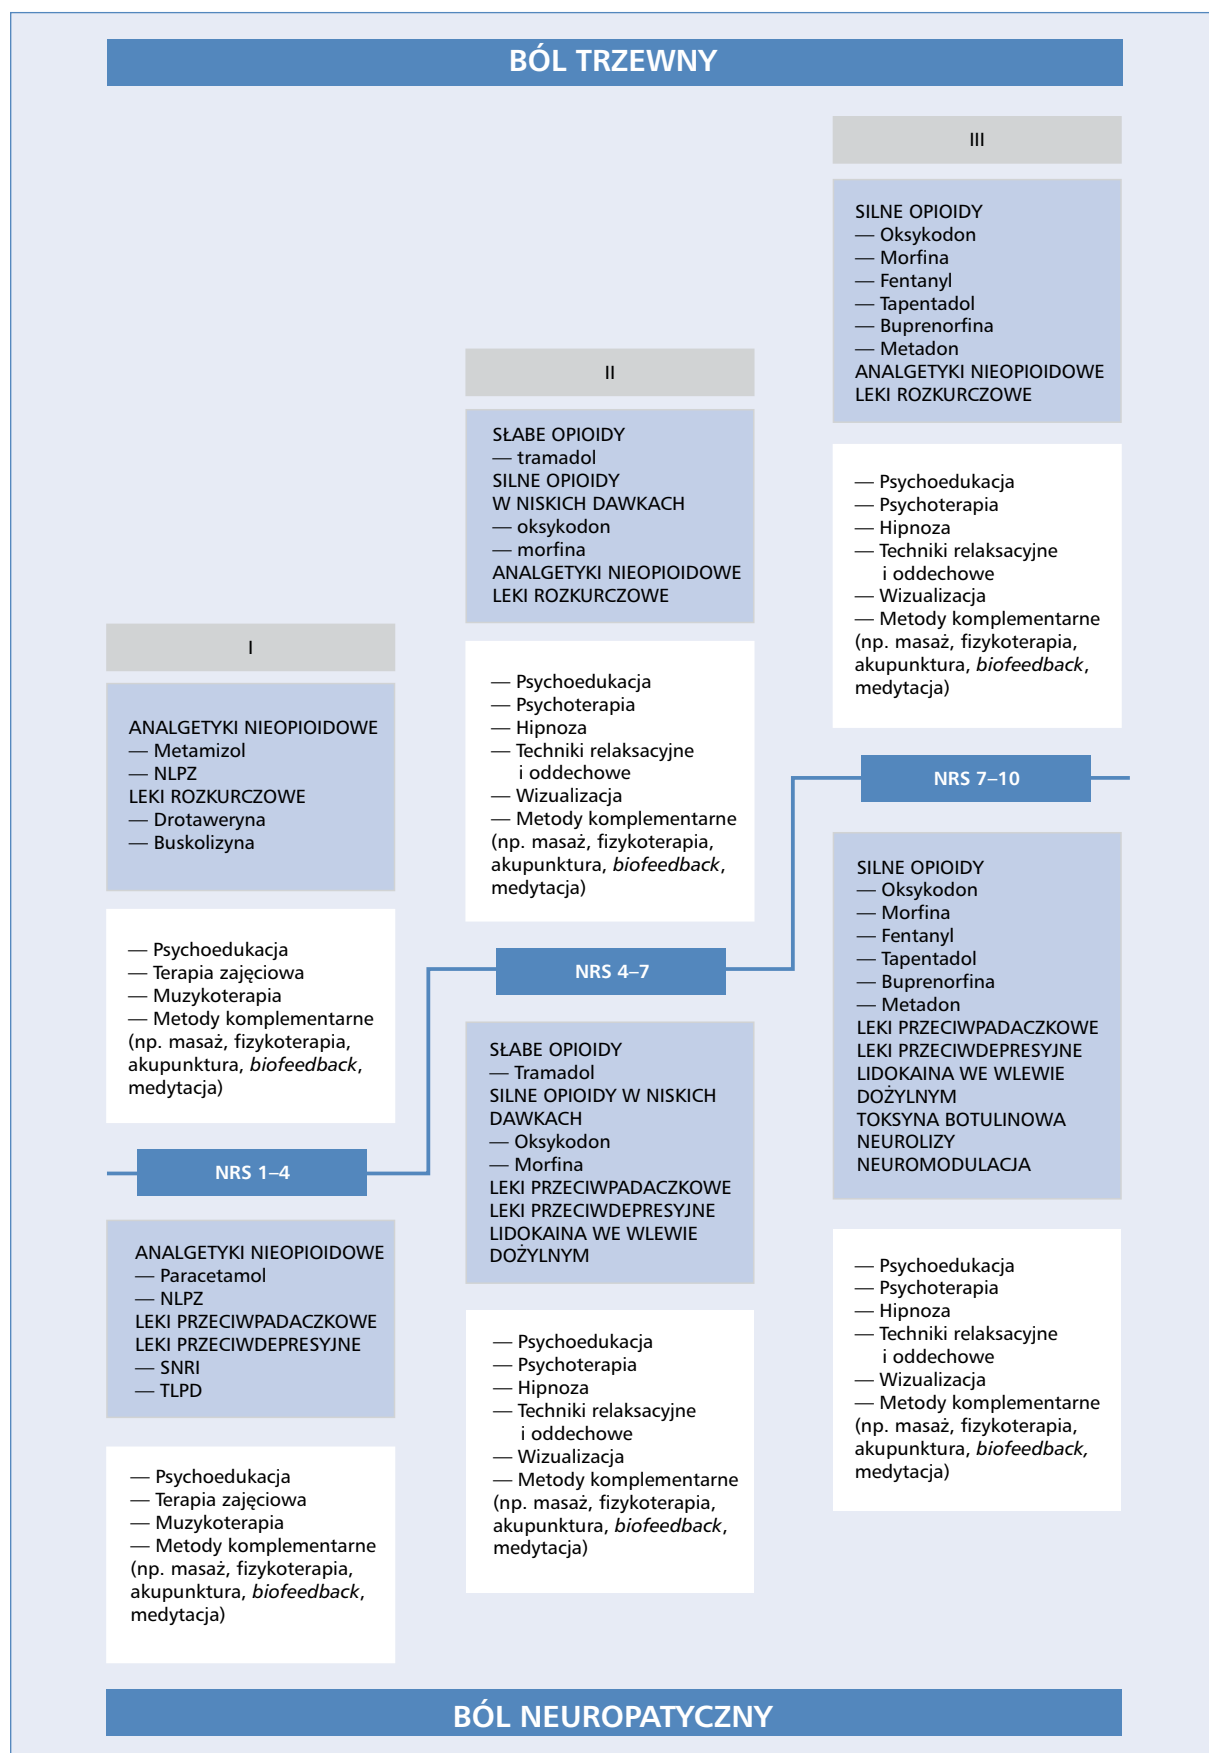 BÓL TRZEWNY
III
SILNE OPIOIDY
— Oksykodon
— Morfina
— Fentanyl
— Tapentadol
— Buprenorfina
— Metadon
ANALGETYKI NIEOPIOIDOWE
LEKI ROZKURCZOWE
— Psychoedukacja
— Psychoterapia
— Hipnoza
— Techniki relaksacyjne
i oddechowe
— Wizualizacja
— Metody komplementarne
(np. masaż, fizykoterapia,
akupunktura, biofeedback,
medytacja)
NRS 7–10
SILNE OPIOIDY
— Oksykodon
— Morfina
— Fentanyl
— Tapentadol
— Buprenorfina
— Metadon
LEKI PRZECIWPADACZKOWE
LEKI PRZECIWDEPRESYJNE
LIDOKAINA WE WLEWIE
DOŻYLNYM
TOKSYNA BOTULINOWA
NEUROLIZY
NEUROMODULACJA
— Psychoedukacja
— Psychoterapia
— Hipnoza
— Techniki relaksacyjne
i oddechowe
— Wizualizacja
— Metody komplementarne
(np. masaż, fizykoterapia,
akupunktura, biofeedback,
medytacja)
II
SŁABE OPIOIDY
— tramadol
SILNE OPIOIDY
W NISKICH DAWKACH
— oksykodon
— morfina
ANALGETYKI NIEOPIOIDOWE
LEKI ROZKURCZOWE
— Psychoedukacja
— Psychoterapia
— Hipnoza
— Techniki relaksacyjne
i oddechowe
— Wizualizacja
— Metody komplementarne
(np. masaż, fizykoterapia,
akupunktura, biofeedback,
medytacja)
NRS 4–7
SŁABE OPIOIDY
— Tramadol
SILNE OPIOIDY W NISKICH
DAWKACH
— Oksykodon
— Morfina
LEKI PRZECIWPADACZKOWE
LEKI PRZECIWDEPRESYJNE
LIDOKAINA WE WLEWIE
DOŻYLNYM
— Psychoedukacja
— Psychoterapia
— Hipnoza
— Techniki relaksacyjne
i oddechowe
— Wizualizacja
— Metody komplementarne
(np. masaż, fizykoterapia,
akupunktura, biofeedback,
medytacja)
I
ANALGETYKI NIEOPIOIDOWE
— Metamizol
— NLPZ
LEKI ROZKURCZOWE
— Drotaweryna
— Buskolizyna
— Psychoedukacja
— Terapia zajęciowa
— Muzykoterapia
— Metody komplementarne
(np. masaż, fizykoterapia,
akupunktura, biofeedback,
medytacja)
NRS 1–4
ANALGETYKI NIEOPIOIDOWE
— Paracetamol
— NLPZ
LEKI PRZECIWPADACZKOWE
LEKI PRZECIWDEPRESYJNE
— SNRI
— TLPD
— Psychoedukacja
— Terapia zajęciowa
— Muzykoterapia
— Metody komplementarne
(np. masaż, fizykoterapia,
akupunktura, biofeedback,
medytacja)
BÓL NEUROPATYCZNY